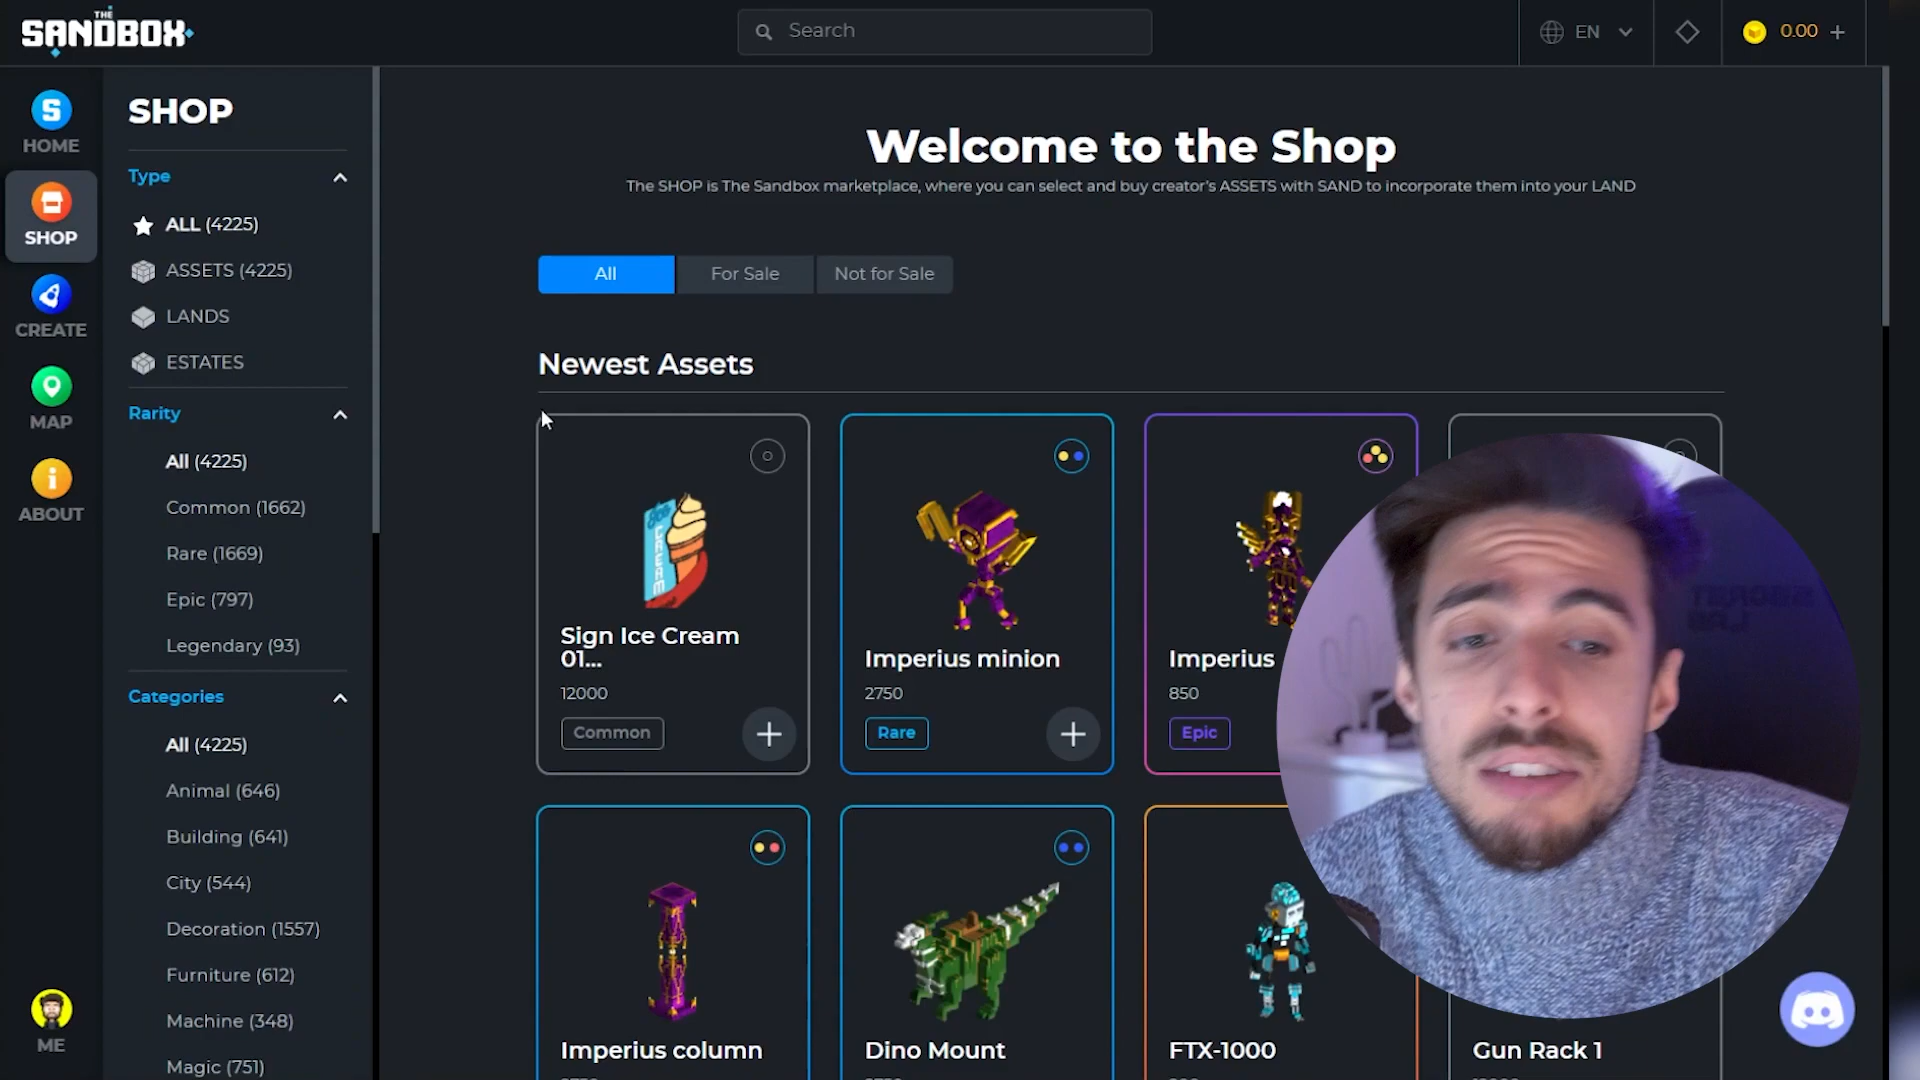 THE
SANDBOX
Search
EN
0.00
HOME
SHOP
CREATE
MAP
ABOUT
ME
SHOP
Type
ALL (4225)
ASSETS (4225)
LANDS
ESTATES
Rarity
All (4225)
Common (1662)
Rare (1669)
Epic (797)
Legendary (93)
Categories
All (4225)
Animal (646)
Building (641)
City (544)
Decoration (1557)
Furniture (612)
Machine (348)
Magic (751)
Welcome to the Shop
The SHOP is The Sandbox marketplace, where you can select and buy creator's ASSETS with SAND to incorporate them into your LAND
All
For Sale
Not for Sale
Newest Assets
ICE CREAM
Sign Ice Cream
01...
12000
Common
Imperius minion
2750
Rare
Imperius
850
Epic
Imperius column
Dino Mount
FTX-1000
Gun Rack 1